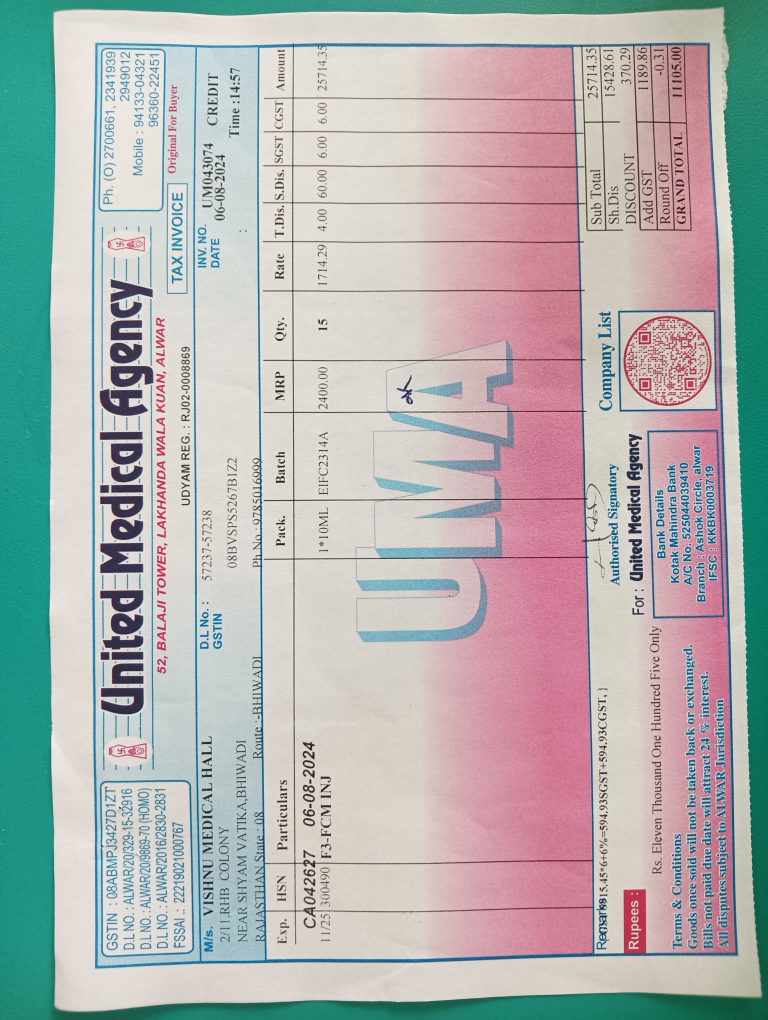 GSTIN : 08ABMPJ3427D1ZT
D.L NO. : ALWAR/20/329-15-32916
D.L NO. : ALWAR/20/9869-70 (HOMO)
D.L NO. : ALWAR/2016/2830-2831
FSSAI .: 22219021000767
United Medical Agency
52, BALAJI TOWER, LAKHANDA WALA KUAN, ALWAR
UDYAM REG. : RJ02-0008869
Ph. (O) 2700661, 2341939
2949012
Mobile : 94133-04321
96360-22451
TAX INVOICE
Original For Buyer
M/s. VISHNU MEDICAL HALL
2/11,RHB COLONY
NEAR SHYAM VATIKA,BHIWADI
RAJASTHAN State : 08 Route :-BHIWADI
D.L No. : 57237-57238
GSTIN 08BVSPS5267B1Z2
Ph No : 9785016999
INV. NO. UM043074 CREDIT
DATE 06-08-2024
: Time :14:57
Exp. HSN Particulars Pack. Batch MRP Qty. Rate T.Dis. S.Dis. SGST CGST Amount
CA042627 06-08-2024
11/25 300490 F3-FCM INJ 1*10ML EIFC2314A 2400.00 15 1714.29 4.00 60.00 6.00 6.00 25714.35
UMA
Remarks 15.45*6+6%=594.93SGST+594.93CGST, }
Rupees :
Rs. Eleven Thousand One Hundred Five Only
Terms & Conditions
Goods once sold will not be taken back or exchanged.
Bills not paid due date will attract 24 % interest.
All disputes subject to ALWAR Jurisdiction
Authorised Signatory
For : United Medical Agency
Bank Details
Kotak Mahindra Bank
A/C No. 525044039410
Branch : Ashok Circle, alwar
IFSC : KKBK0003719
Company List
Sub Total 25714.35
Sh.Dis 15428.61
DISCOUNT 370.29
Add GST 1189.86
Round Off -0.31
GRAND TOTAL 11105.00